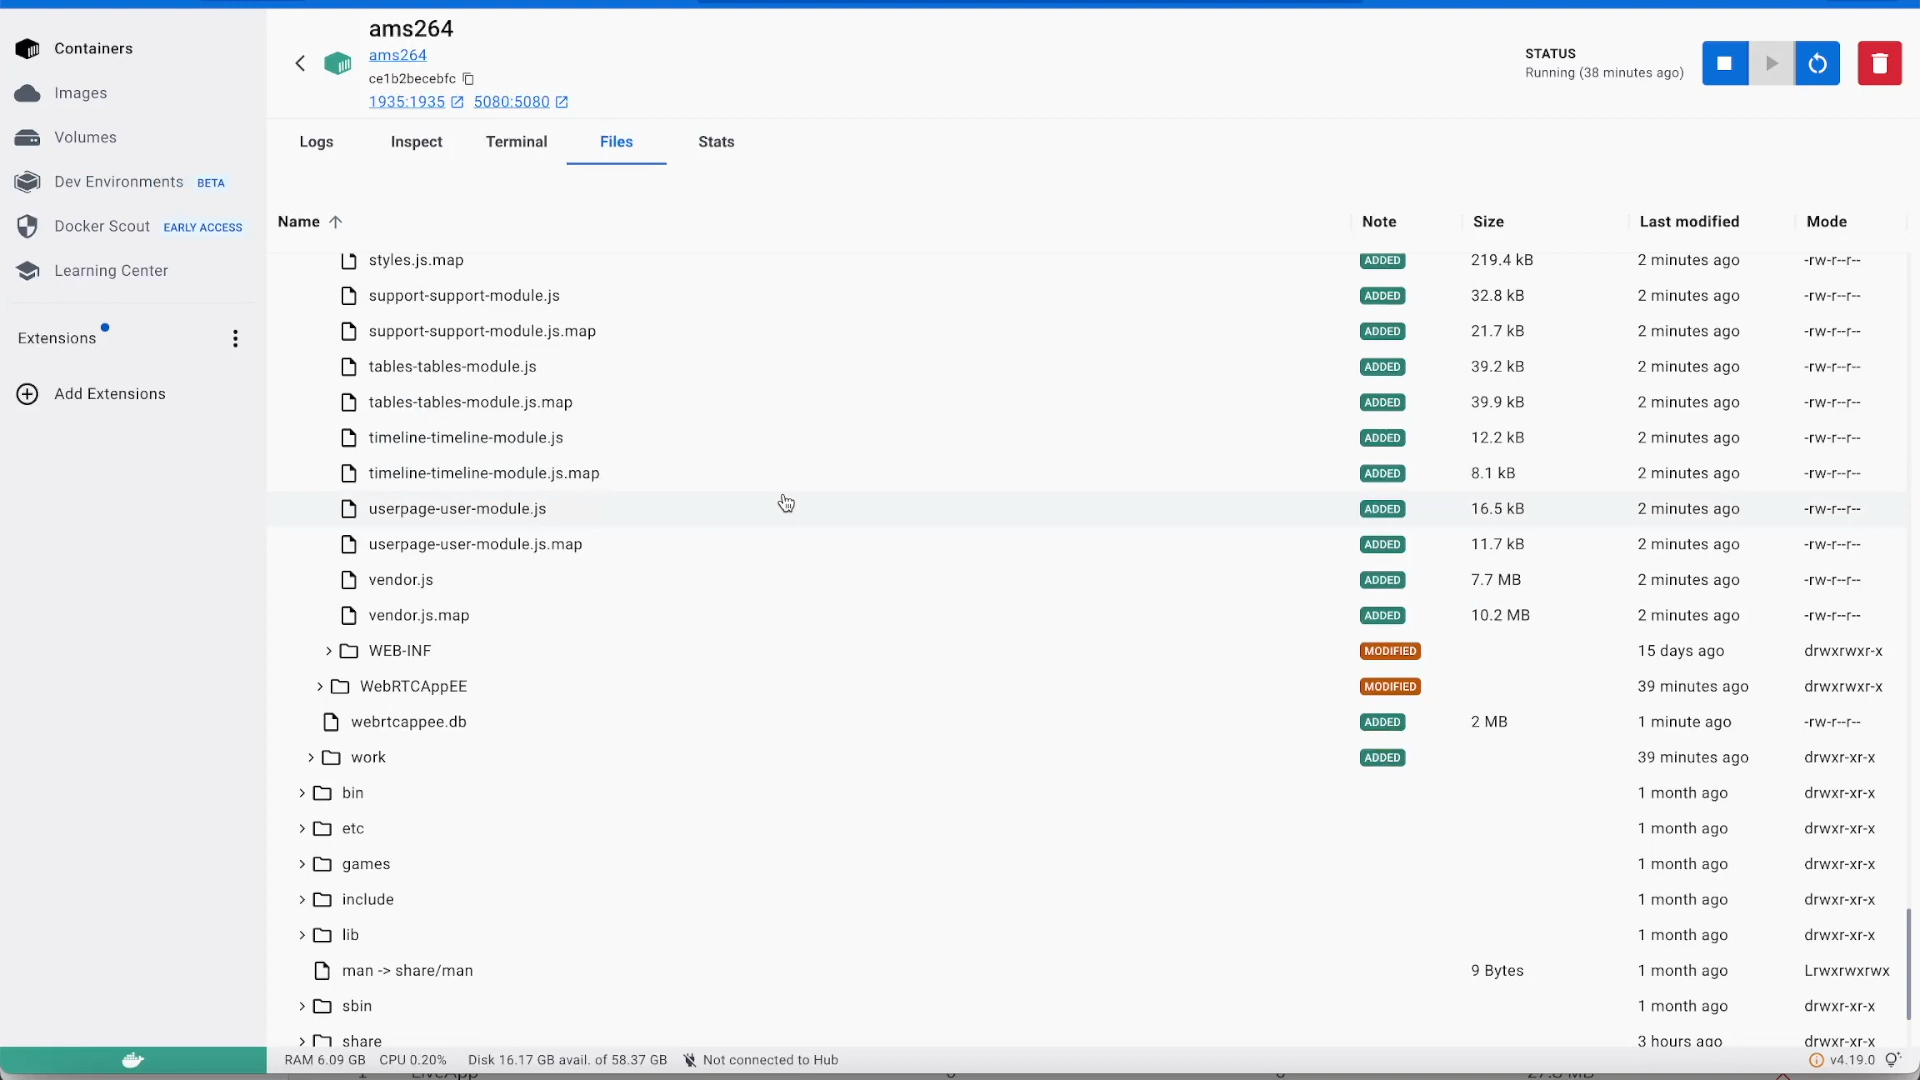 ams264
ams264
ce1b2becebfc
1935:1935 5080:5080
STATUS
Running (38 minutes ago)
Containers
Images
Volumes
Dev Environments BETA
Docker Scout EARLY ACCESS
Learning Center
Extensions
Add Extensions
Logs Inspect Terminal Files Stats
Name Note Size Last modified Mode
styles.js.map ADDED 219.4 kB 2 minutes ago -rw-r--r--
support-support-module.js ADDED 32.8 kB 2 minutes ago -rw-r--r--
support-support-module.js.map ADDED 21.7 kB 2 minutes ago -rw-r--r--
tables-tables-module.js ADDED 39.2 kB 2 minutes ago -rw-r--r--
tables-tables-module.js.map ADDED 39.9 kB 2 minutes ago -rw-r--r--
timeline-timeline-module.js ADDED 12.2 kB 2 minutes ago -rw-r--r--
timeline-timeline-module.js.map ADDED 8.1 kB 2 minutes ago -rw-r--r--
userpage-user-module.js ADDED 16.5 kB 2 minutes ago -rw-r--r--
userpage-user-module.js.map ADDED 11.7 kB 2 minutes ago -rw-r--r--
vendor.js ADDED 7.7 MB 2 minutes ago -rw-r--r--
vendor.js.map ADDED 10.2 MB 2 minutes ago -rw-r--r--
WEB-INF MODIFIED 15 days ago drwxrwxr-x
WebRTCAppEE MODIFIED 39 minutes ago drwxrwxr-x
webrtcappee.db ADDED 2 MB 1 minute ago -rw-r--r--
work ADDED 39 minutes ago drwxr-xr-x
bin 1 month ago drwxr-xr-x
etc 1 month ago drwxr-xr-x
games 1 month ago drwxr-xr-x
include 1 month ago drwxr-xr-x
lib 1 month ago drwxr-xr-x
man -> share/man 9 Bytes 1 month ago Lrwxrwxrwx
sbin 1 month ago drwxr-xr-x
share 3 hours ago drwxr-xr-x
RAM 6.09 GB CPU 0.20% Disk 16.17 GB avail. of 58.37 GB Not connected to Hub v4.19.0